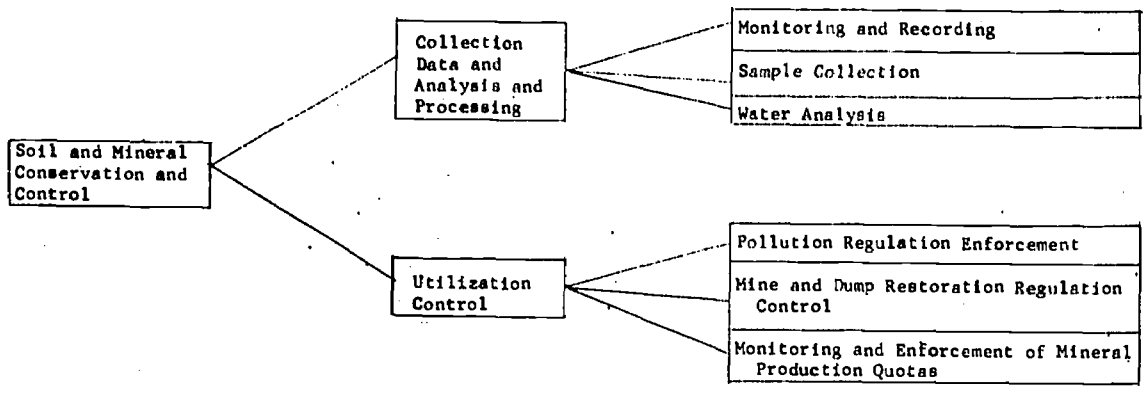 Collection
Data and
Analysis and
Processing
Monitoring and Recording
Sample Collection
Water Analysis
Soil and Mineral
Conservation and
Control
Utilization
Control
Pollution Regulation Enforcement
Mine and Dump Restoration Regulation
Control
Monitoring and Enforcement of Mineral
Production Quotas